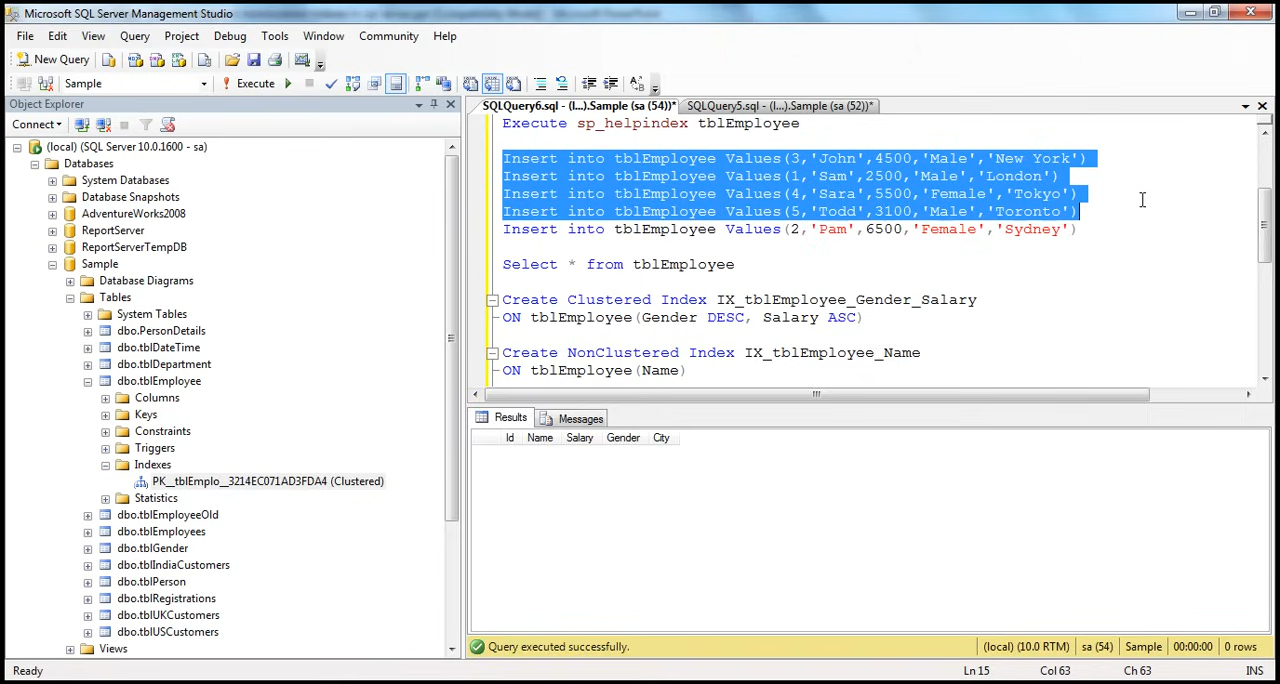 Microsoft SQL Server Management Studio
File Edit View Query Project Debug Tools Window Community Help
New Query
Sample Execute
Object Explorer
SQLQuery6.sql - (l...).Sample (sa (54))* SQLQuery5.sql - (l...).Sample (sa (52))*
Connect
(local) (SQL Server 10.0.1600 - sa)
Databases
System Databases
Database Snapshots
AdventureWorks2008
ReportServer
ReportServerTempDB
Sample
Database Diagrams
Tables
System Tables
dbo.PersonDetails
dbo.tblDateTime
dbo.tblDepartment
dbo.tblEmployee
Columns
Keys
Constraints
Triggers
Indexes
PK__tblEmplo__3214EC071AD3FDA4 (Clustered)
Statistics
dbo.tblEmployeeOld
dbo.tblEmployees
dbo.tblGender
dbo.tblIndiaCustomers
dbo.tblPerson
dbo.tblRegistrations
dbo.tblUKCustomers
dbo.tblUSCustomers
Views
Execute sp_helpindex tblEmployee
Insert into tblEmployee Values(3,'John',4500,'Male','New York')
Insert into tblEmployee Values(1,'Sam',2500,'Male','London')
Insert into tblEmployee Values(4,'Sara',5500,'Female','Tokyo')
Insert into tblEmployee Values(5,'Todd',3100,'Male','Toronto')
Insert into tblEmployee Values(2,'Pam',6500,'Female','Sydney')
Select * from tblEmployee
Create Clustered Index IX_tblEmployee_Gender_Salary
ON tblEmployee(Gender DESC, Salary ASC)
Create NonClustered Index IX_tblEmployee_Name
ON tblEmployee(Name)
Results Messages
Id Name Salary Gender City
Query executed successfully. (local) (10.0 RTM) sa (54) Sample 00:00:00 0 rows
Ready Ln 15 Col 63 Ch 63 INS